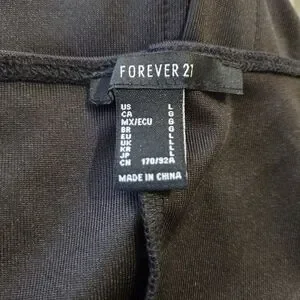 FOREVER 21
US L
CA G
MX/ECU G
BR G
EU L
UK L
KR L
JP L
CN 170/92A
MADE IN CHINA